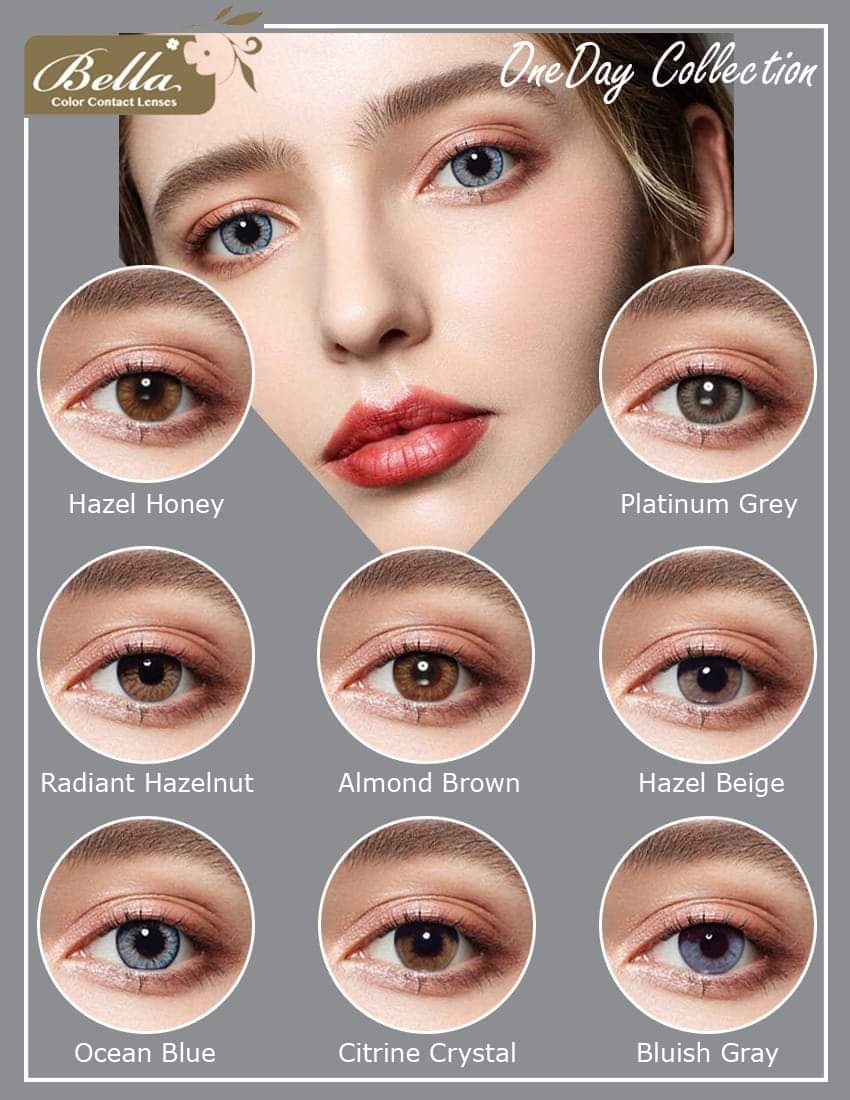 Bella
Color Contact Lenses
OneDay Collection
Hazel Honey
Platinum Grey
Radiant Hazelnut
Almond Brown
Hazel Beige
Ocean Blue
Citrine Crystal
Bluish Gray